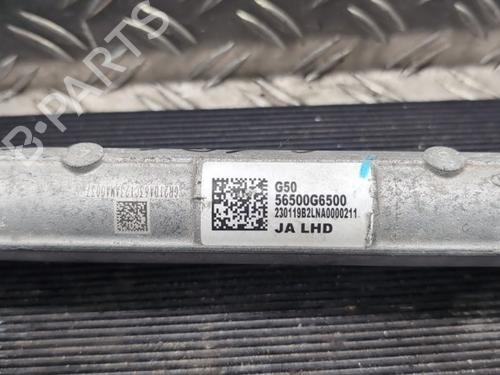 B-PARTS
G50
56500G6500
230119B2LNA0000211
JA LHD